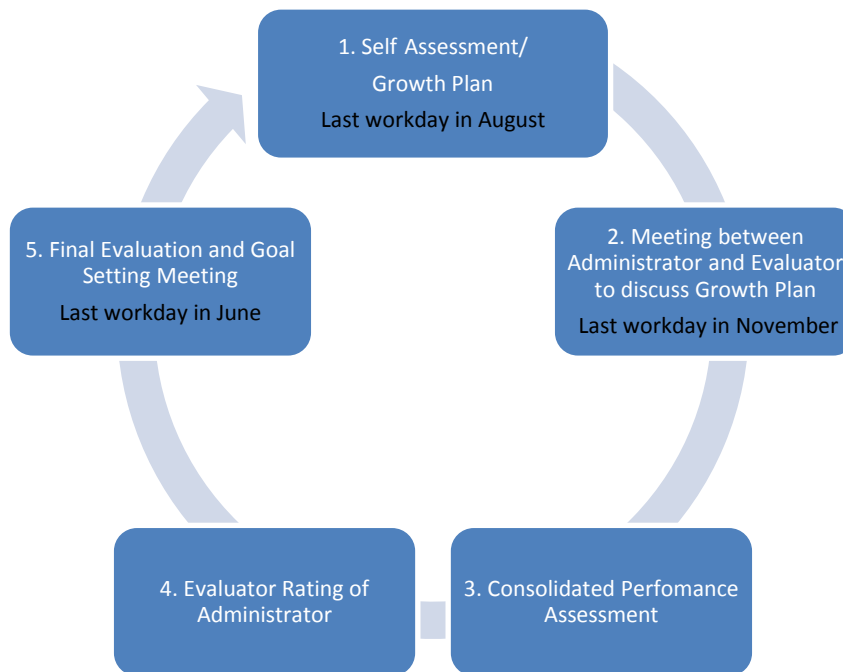 1. Self Assessment/
Growth Plan
Last workday in August
2. Meeting between
Administrator and Evaluator
to discuss Growth Plan
Last workday in November
3. Consolidated Perfomance
Assessment
4. Evaluator Rating of
Administrator
5. Final Evaluation and Goal
Setting Meeting
Last workday in June